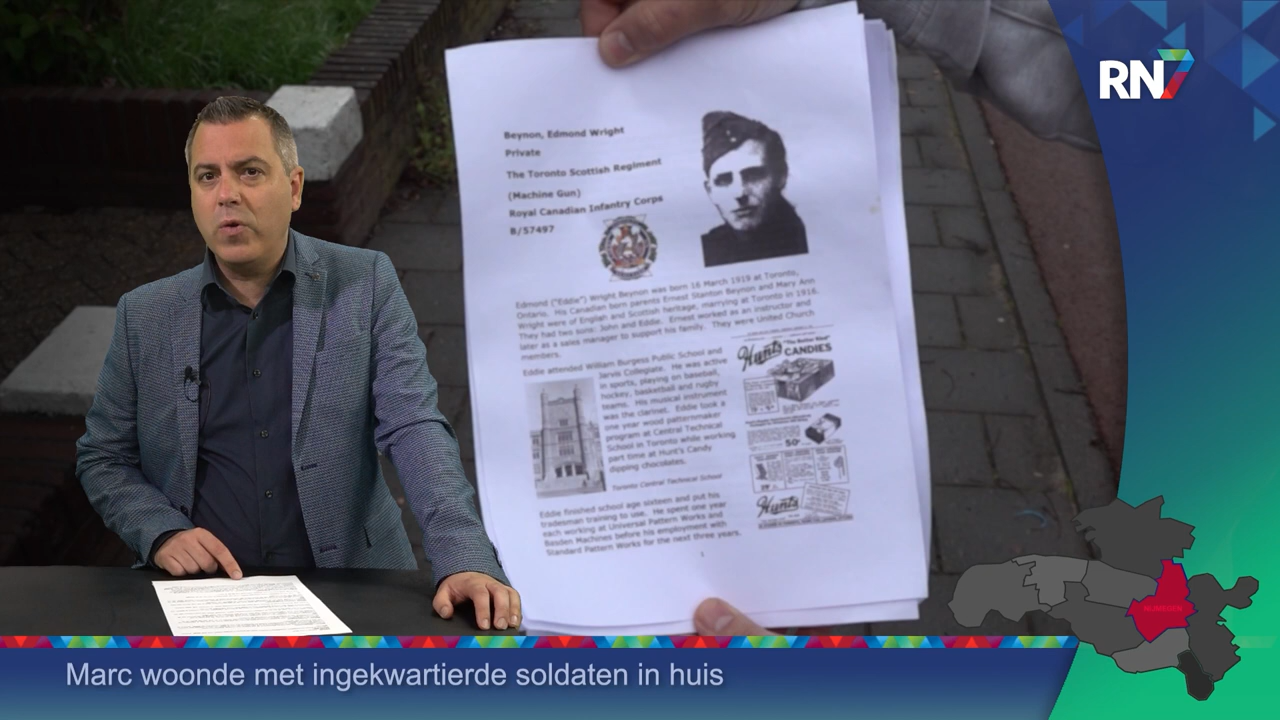 RN7
Beynon, Edmond Wright
Private
The Toronto Scottish Regiment
(Machine Gun)
Royal Canadian Infantry Corps
B/57497
Edmond ("Eddie") Wright Beynon was born 16 March 1919 at Toronto,
Ontario. His Canadian born parents Ernest Stanton Beynon and Mary Ann
Wright were of English and Scottish heritage, marrying at Toronto in 1916.
They had two sons: John and Eddie. Ernest worked as an instructor and
later as a sales manager to support his family. They were United Church
members.
Eddie attended William Burgess Public School and
Jarvis Collegiate. He was active
in sports, playing on baseball,
hockey, basketball and rugby
teams. His musical instrument
was the clarinet. Eddie took a
one year wood patternmaker
program at Central Technical
School in Toronto while working
part time at Hunt's Candy
dipping chocolates.
Toronto Central Technical School
Hunts
"The Better Kind"
CANDIES
50¢
Hunts
Eddie finished school age sixteen and put his
tradesman training to use. He spent one year
each working at Universal Pattern Works and
Besden Machines before his employment with
Standard Pattern Works for the next three years.
1
NIJMEGEN
Marc woonde met ingekwartierde soldaten in huis